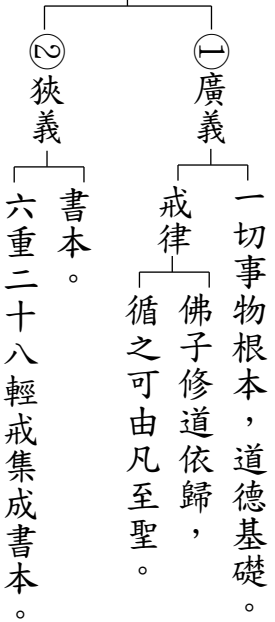 ①廣義
一切事物根本，道德基礎。
戒律
佛子修道依歸，
循之可由凡至聖。
②狹義
書本。
六重二十八輕戒集成書本。